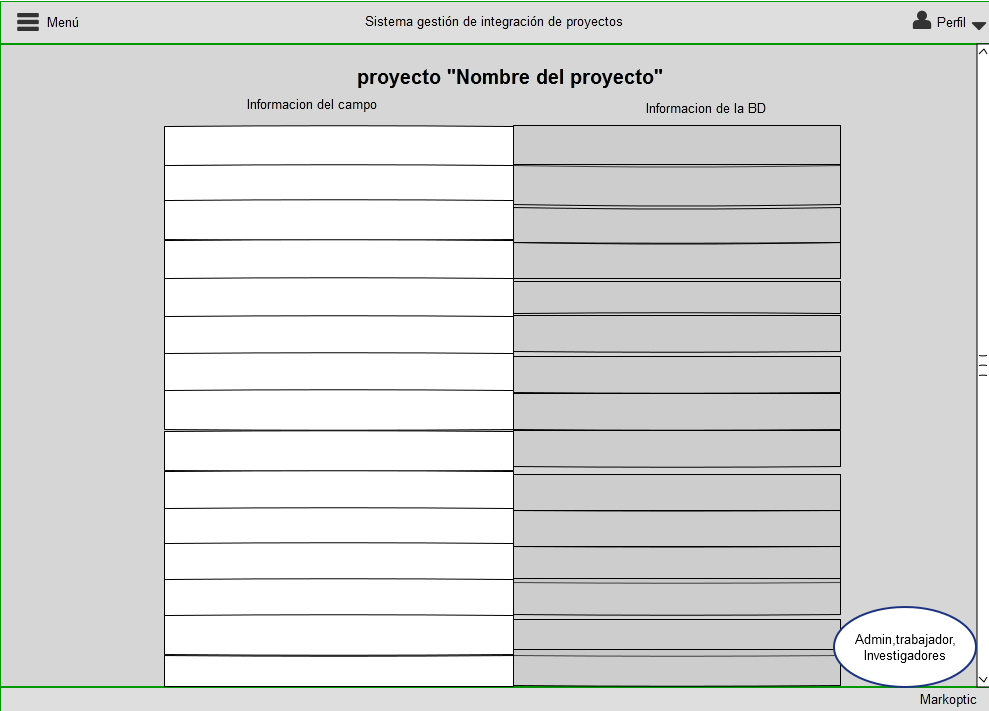 Menú
Sistema gestión de integración de proyectos
Perfil
proyecto "Nombre del proyecto"
Informacion del campo
Informacion de la BD
Admin,trabajador,
Investigadores
Markoptic